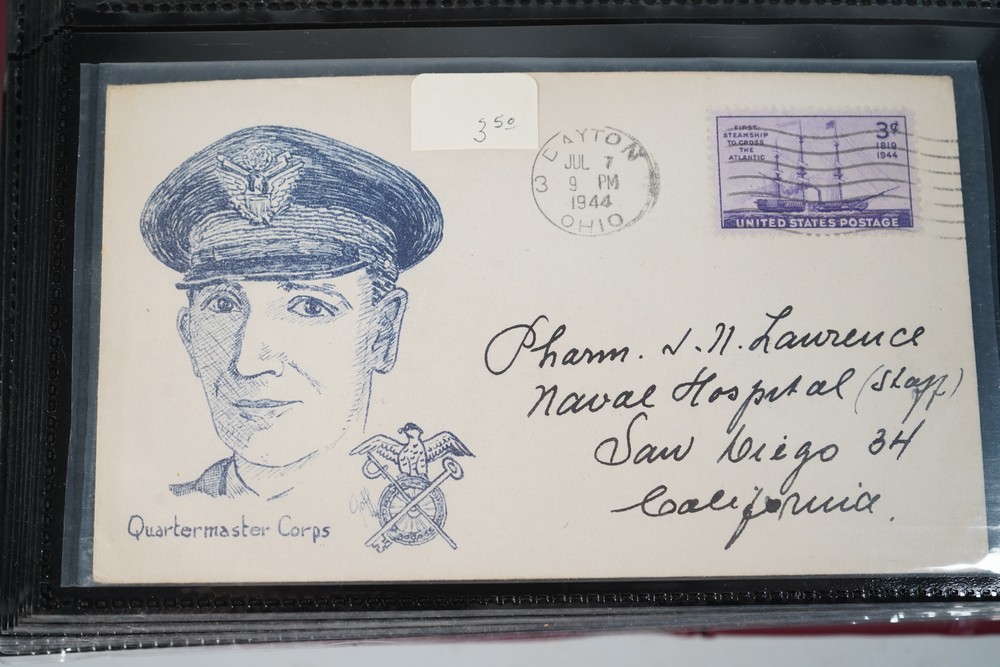 3 50
DAYTON
JUL 7
3 9 PM
1944
OHIO
FIRST
STEAMSHIP
TO CROSS
THE
ATLANTIC
3¢
1819
1944
UNITED STATES POSTAGE
Pharm. J. N. Lawrence
Naval Hospital (Staff)
San Diego 34
California.
Quartermaster Corps